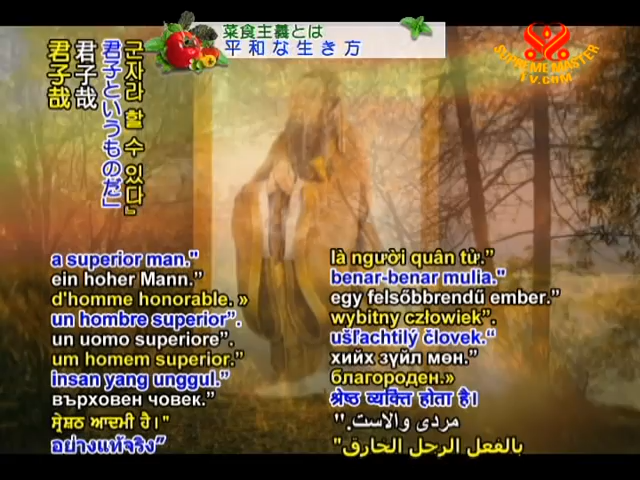 菜食主義とは
平和な生き方
SUPREME MASTER
TV.COM
군자라 할 수 있다』
君子というものだ」
君子哉
君子哉
a superior man."
ein hoher Mann.”
d'homme honorable. »
un hombre superior”.
un uomo superiore”.
um homem superior.”
insan yang unggul.”
върховен човек.”
ਸ੍ਰੇਸ਼ਠ ਆਦਮੀ ਹੈ।"
อย่างแท้จริง”
là người quân tử.”
benar-benar mulia."
egy felsőbbrendű ember.”
wybitny człowiek”.
ušľachtilý človek.“
хийх зүйл мөн.”
благороден.»
श्रेष्ठ व्यक्ति होता है।
مردی والاست."
بالفعل الرجل الخارق"